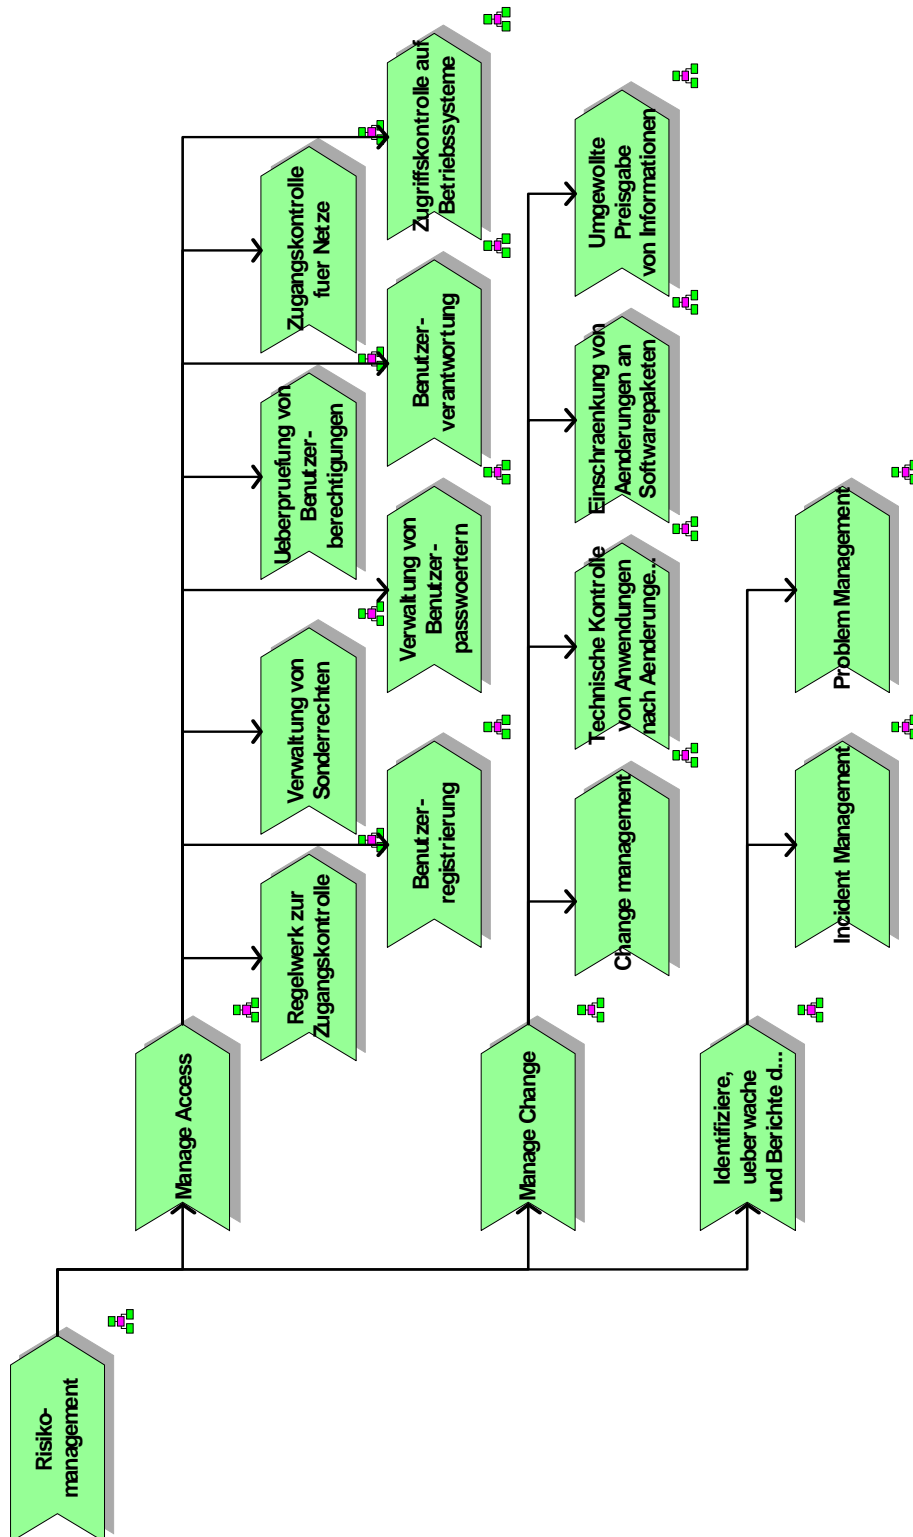 Risiko-
management
Manage Access
Regelwerk zur
Zugangskontrolle
Benutzer-
registrierung
Verwaltung von
Sonderrechten
Verwaltung von
Benutzer-
passwoertern
Ueberpruefung von
Benutzer-
berechtigungen
Benutzer-
verantwortung
Zugangskontrolle
fuer Netze
Zugriffskontrolle auf
Betriebssysteme
Manage Change
Change management
Technische Kontrolle
von Anwendungen
nach Aenderunge...
Einschraenkung von
Aenderungen an
Softwarepaketen
Umgewollte
Preisgabe
von Informationen
Identifiziere,
ueberwache
und Berichte d...
Incident Management
Problem Management